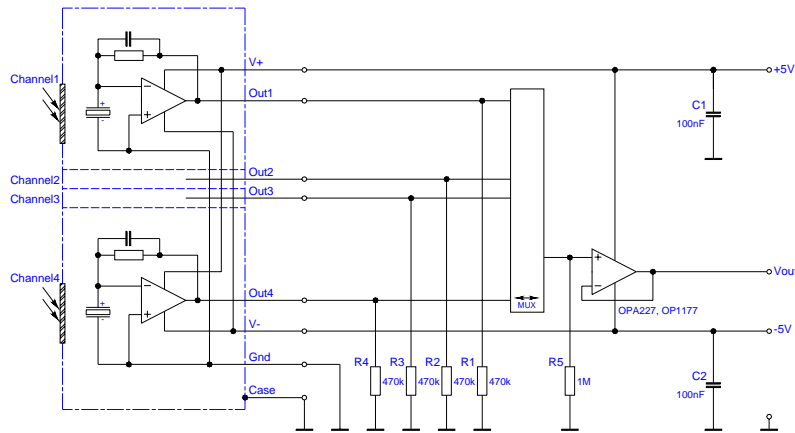 V+
+5V
Channel1
Out1
C1
100nF
+
-
−
+
Channel2
Out2
Channel3
Out3
Channel4
+
-
−
+
Out4
MUX
+
−
Vout
OPA227, OP1177
V-
-5V
Gnd
R4
R3
R2
R1
R5
470k
470k
470k
470k
1M
C2
100nF
Case